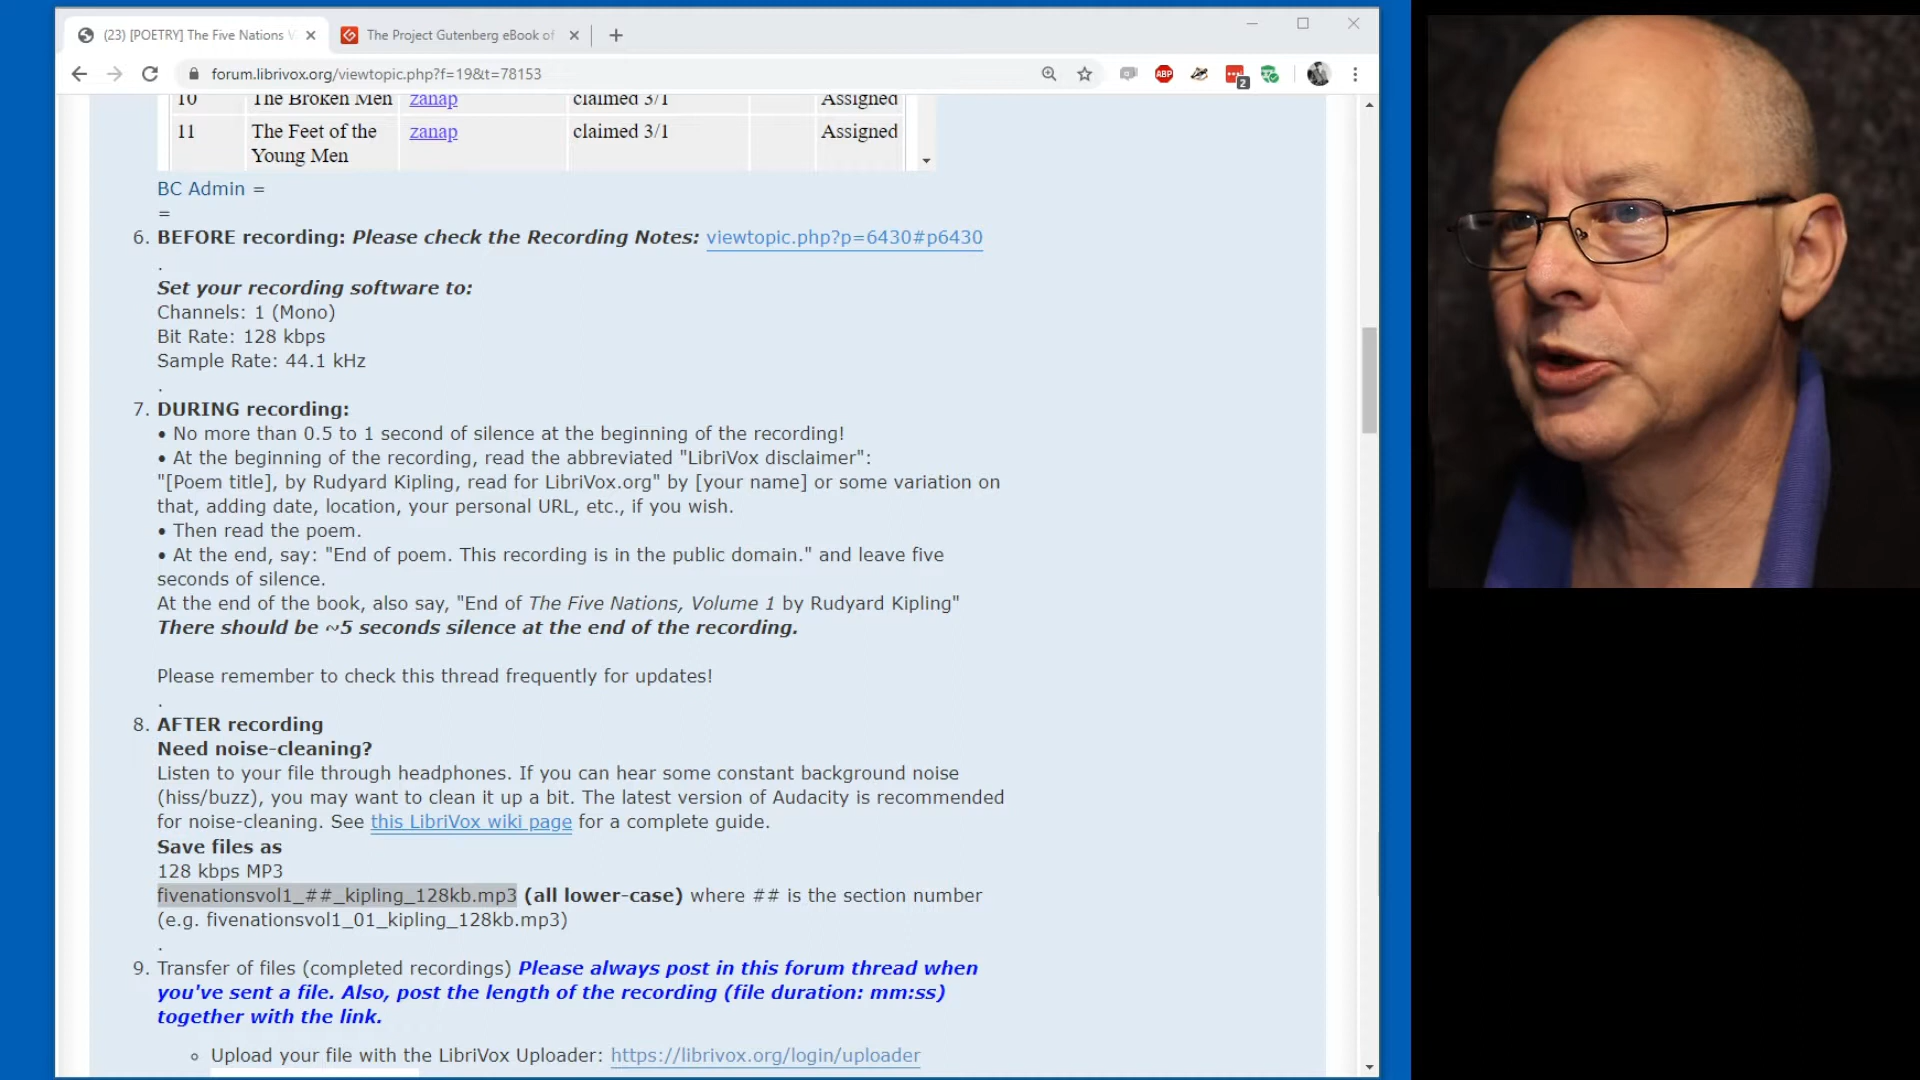 (23) [POETRY] The Five Nations V
The Project Gutenberg eBook of
forum.librivox.org/viewtopic.php?f=19&t=78153
ABP
2
10 The Broken Men zanap claimed 3/1 Assigned
11 The Feet of the Young Men zanap claimed 3/1 Assigned
BC Admin =
=
6. BEFORE recording: Please check the Recording Notes: viewtopic.php?p=6430#p6430
.
Set your recording software to:
Channels: 1 (Mono)
Bit Rate: 128 kbps
Sample Rate: 44.1 kHz
.
7. DURING recording:
• No more than 0.5 to 1 second of silence at the beginning of the recording!
• At the beginning of the recording, read the abbreviated "LibriVox disclaimer":
"[Poem title], by Rudyard Kipling, read for LibriVox.org" by [your name] or some variation on
that, adding date, location, your personal URL, etc., if you wish.
• Then read the poem.
• At the end, say: "End of poem. This recording is in the public domain." and leave five
seconds of silence.
At the end of the book, also say, "End of The Five Nations, Volume 1 by Rudyard Kipling"
There should be ~5 seconds silence at the end of the recording.
Please remember to check this thread frequently for updates!
.
8. AFTER recording
Need noise-cleaning?
Listen to your file through headphones. If you can hear some constant background noise
(hiss/buzz), you may want to clean it up a bit. The latest version of Audacity is recommended
for noise-cleaning. See this LibriVox wiki page for a complete guide.
Save files as
128 kbps MP3
fivenationsvol1_##_kipling_128kb.mp3 (all lower-case) where ## is the section number
(e.g. fivenationsvol1_01_kipling_128kb.mp3)
.
9. Transfer of files (completed recordings) Please always post in this forum thread when
you've sent a file. Also, post the length of the recording (file duration: mm:ss)
together with the link.
Upload your file with the LibriVox Uploader: https://librivox.org/login/uploader